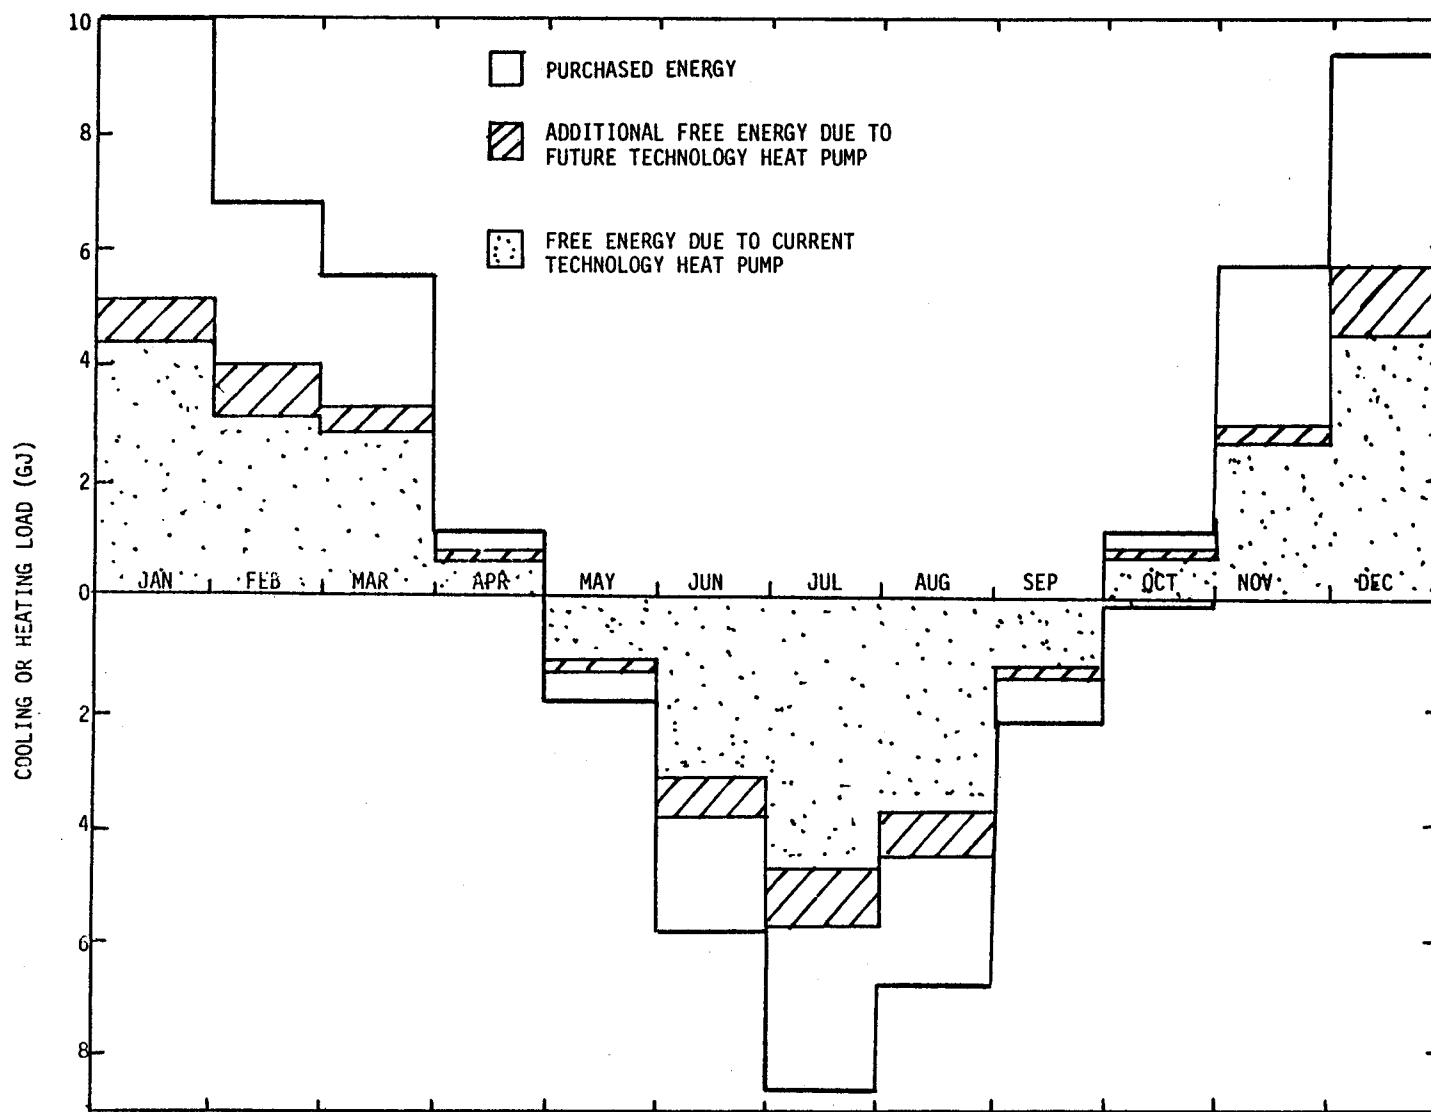 10
PURCHASED ENERGY
8
ADDITIONAL FREE ENERGY DUE TO
FUTURE TECHNOLOGY HEAT PUMP
6
FREE ENERGY DUE TO CURRENT
TECHNOLOGY HEAT PUMP
4
COOLING OR HEATING LOAD (GJ)
2
JAN FEB MAR APR MAY JUN JUL AUG SEP OCT NOV DEC
0
2
4
6
8